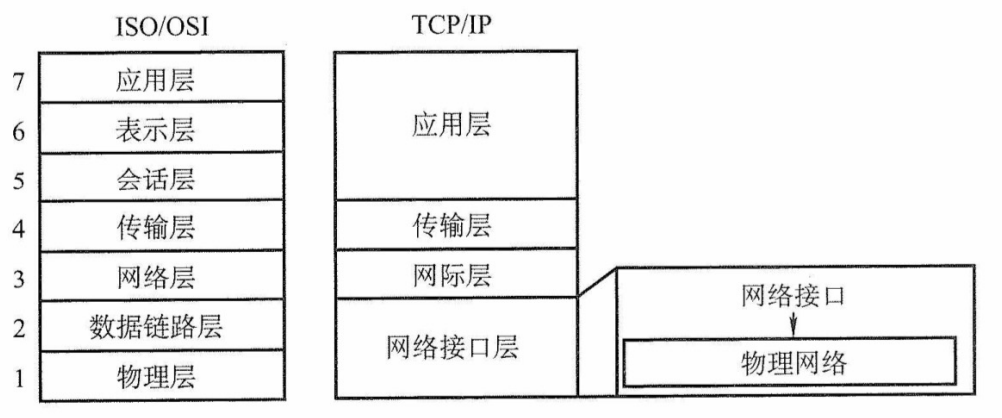 ISO/OSI
TCP/IP
7
应用层
6
表示层
5
会话层
4
传输层
3
网络层
2
数据链路层
1
物理层
应用层
传输层
网际层
网络接口层
网络接口
物理网络